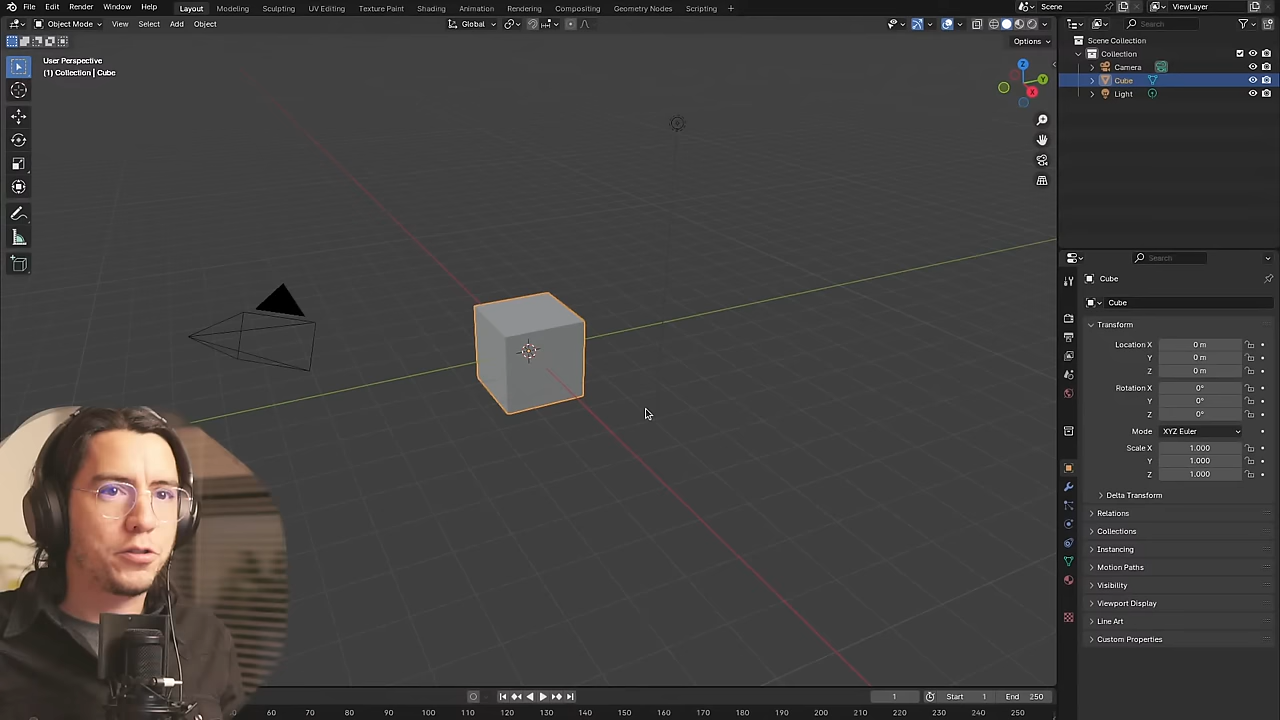 File Edit Render Window Help Layout Modeling Sculpting UV Editing Texture Paint Shading Animation Rendering Compositing Geometry Nodes Scripting + Scene ViewLayer
Object Mode View Select Add Object Global Search
Options
User Perspective
(1) Collection | Cube
Z
Y
X
Scene Collection
Collection
Camera
Cube
Light
Search
Cube
Cube
Transform
Location X 0 m
Y 0 m
Z 0 m
Rotation X 0°
Y 0°
Z 0°
Mode XYZ Euler
Scale X 1.000
Y 1.000
Z 1.000
Delta Transform
Relations
Collections
Instancing
Motion Paths
Visibility
Viewport Display
Line Art
Custom Properties
1 Start 1 End 250
60 70 80 90 100 110 120 130 140 150 160 170 180 190 200 210 220 230 240 250